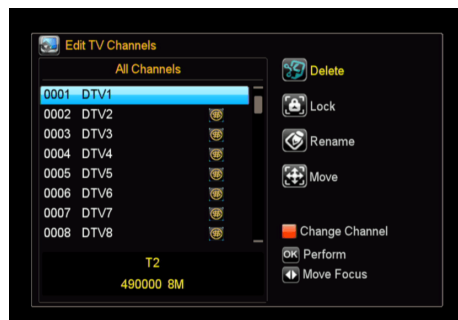 Edit TV Channels
All Channels
0001 DTV1
0002 DTV2
0003 DTV3
0004 DTV4
0005 DTV5
0006 DTV6
0007 DTV7
0008 DTV8
T2
490000 8M
Delete
Lock
Rename
Move
Change Channel
OK Perform
Move Focus